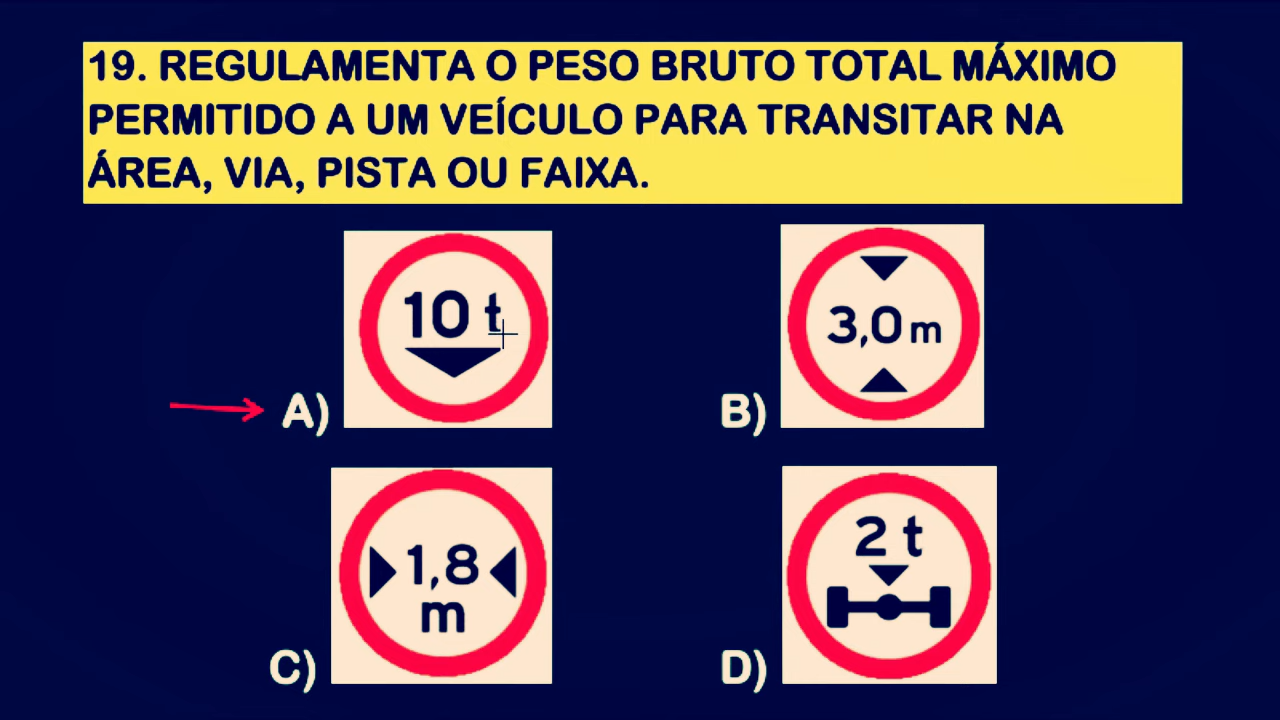 19. REGULAMENTA O PESO BRUTO TOTAL MÁXIMO
PERMITIDO A UM VEÍCULO PARA TRANSITAR NA
ÁREA, VIA, PISTA OU FAIXA.
10 t
A)
3,0 m
B)
1,8
m
C)
2 t
D)